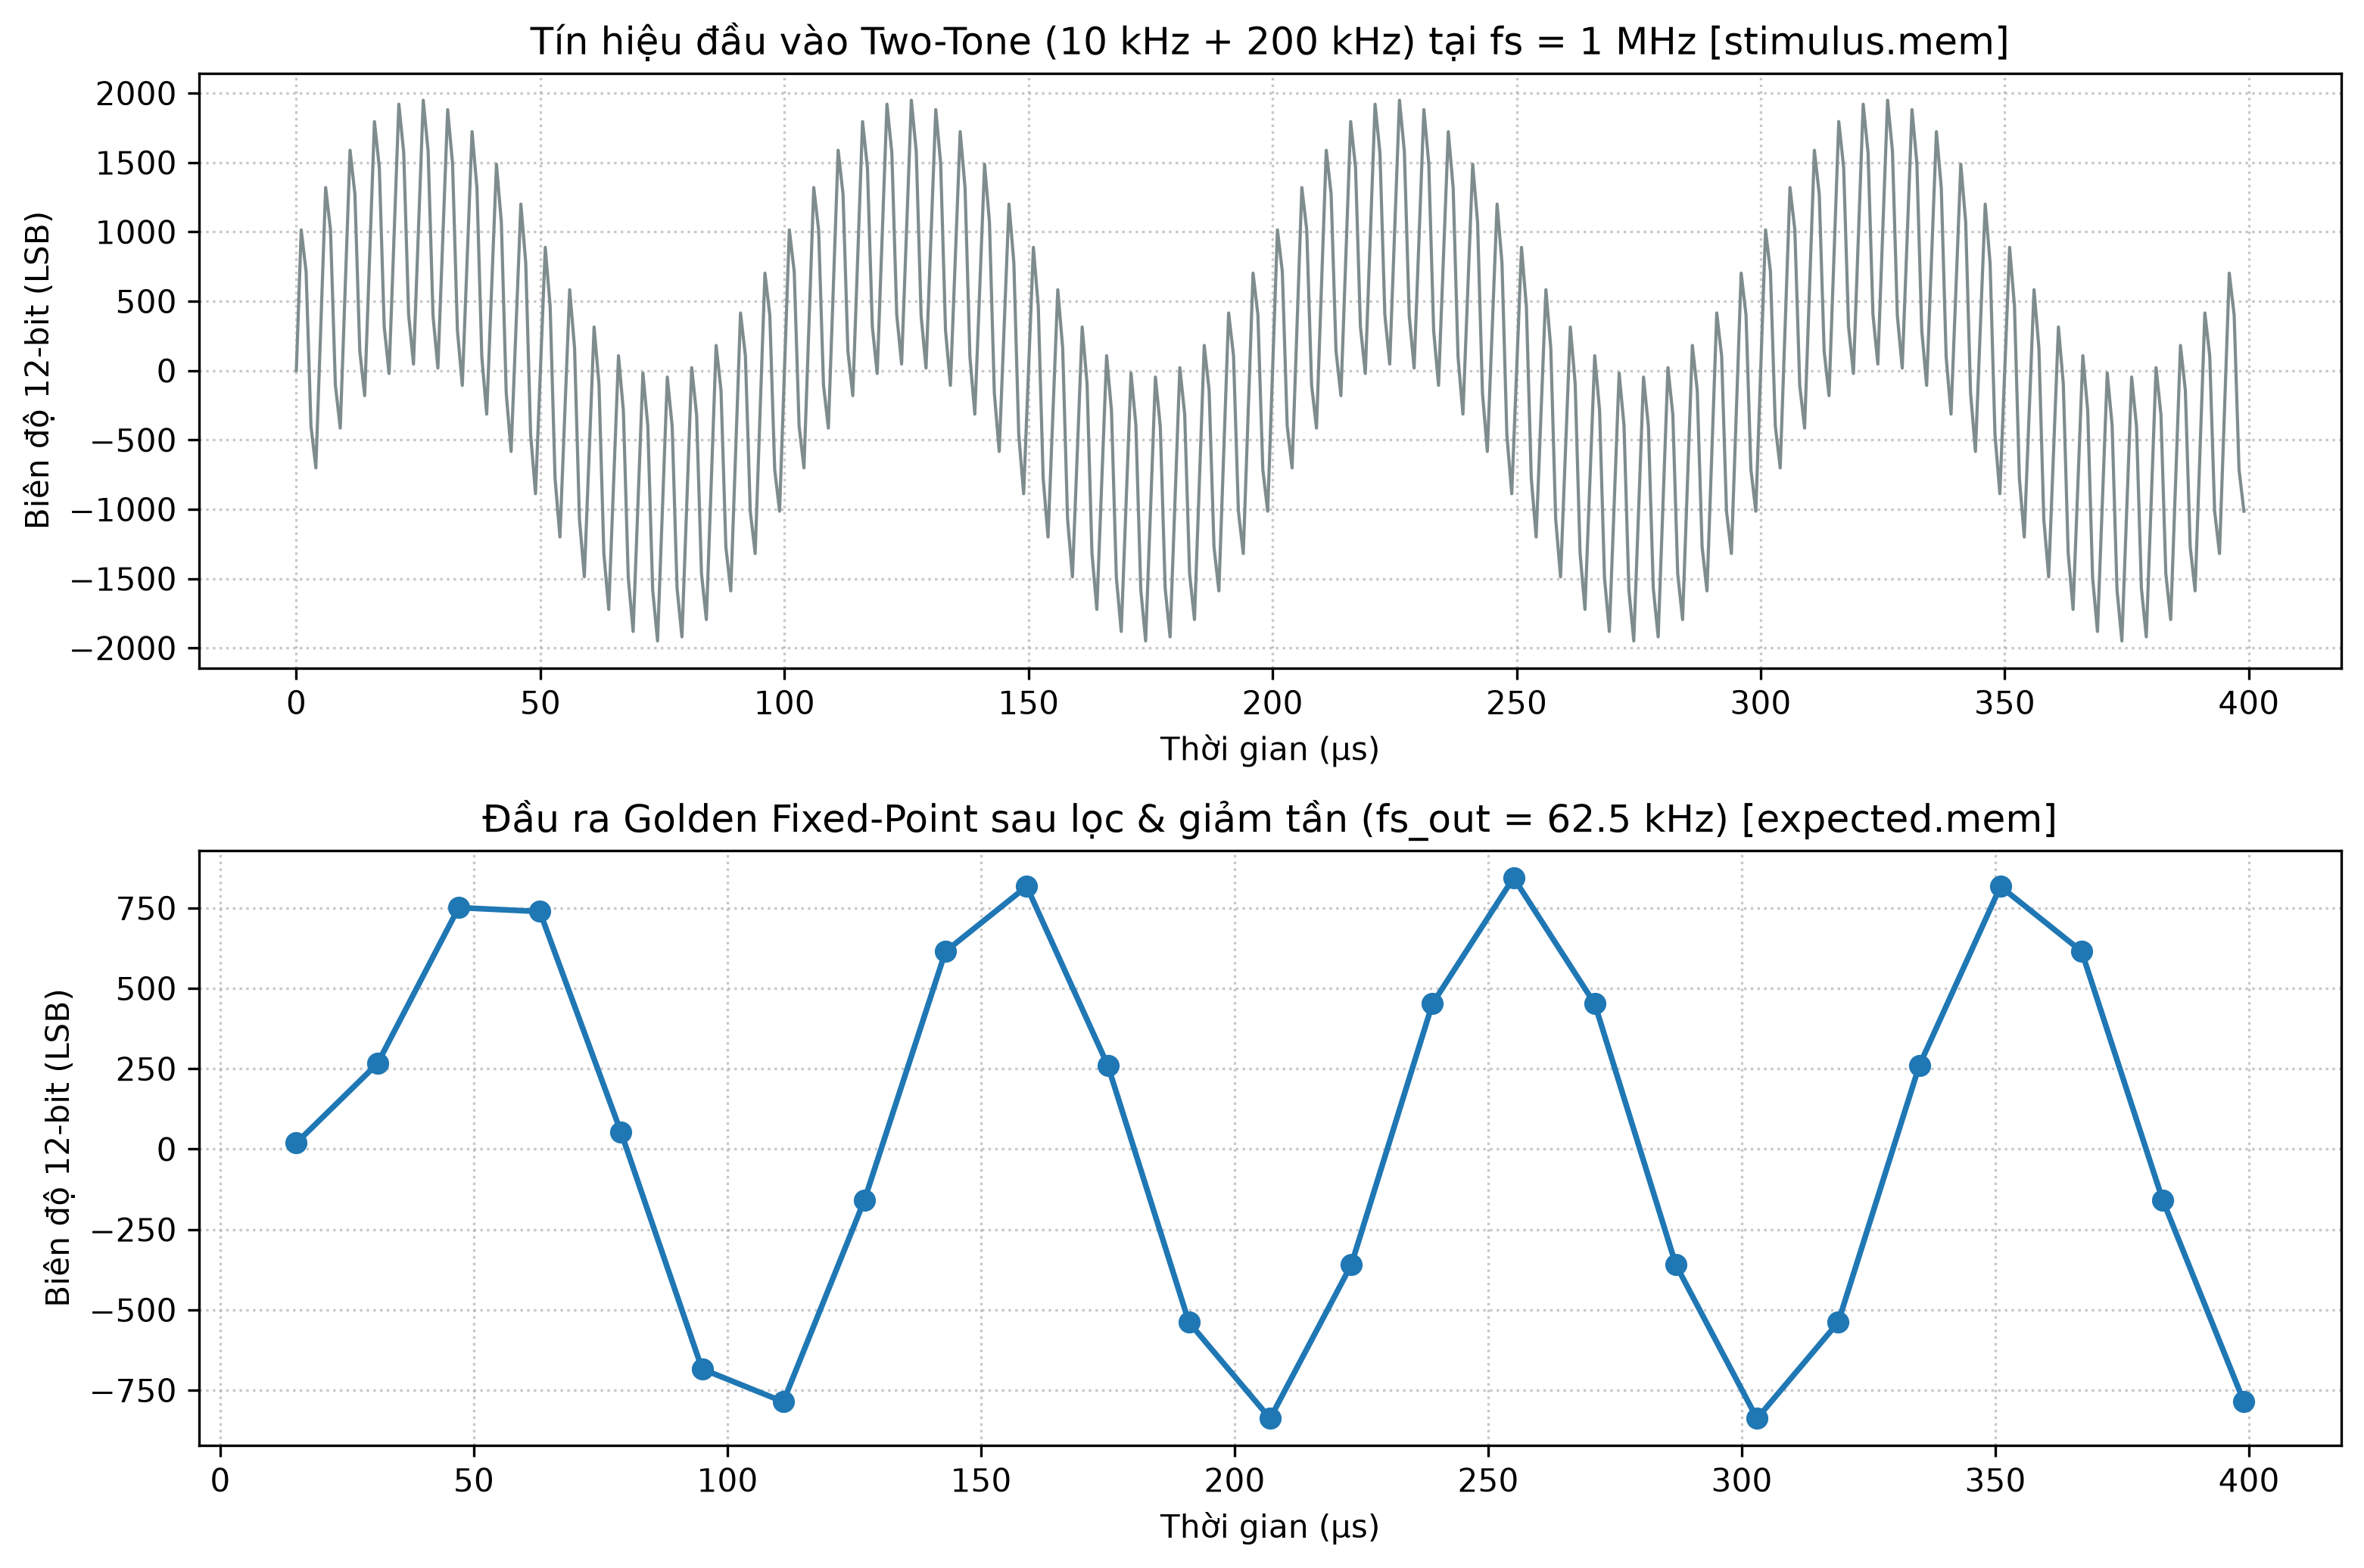 Tín hiệu đầu vào Two-Tone (10 kHz + 200 kHz) tại fs = 1 MHz [stimulus.mem]
Biên độ 12-bit (LSB)
2000
1500
1000
500
0
−500
−1000
−1500
−2000
0 50 100 150 200 250 300 350 400
Thời gian (µs)
Đầu ra Golden Fixed-Point sau lọc & giảm tần (fs_out = 62.5 kHz) [expected.mem]
Biên độ 12-bit (LSB)
750
500
250
0
−250
−500
−750
0 50 100 150 200 250 300 350 400
Thời gian (µs)